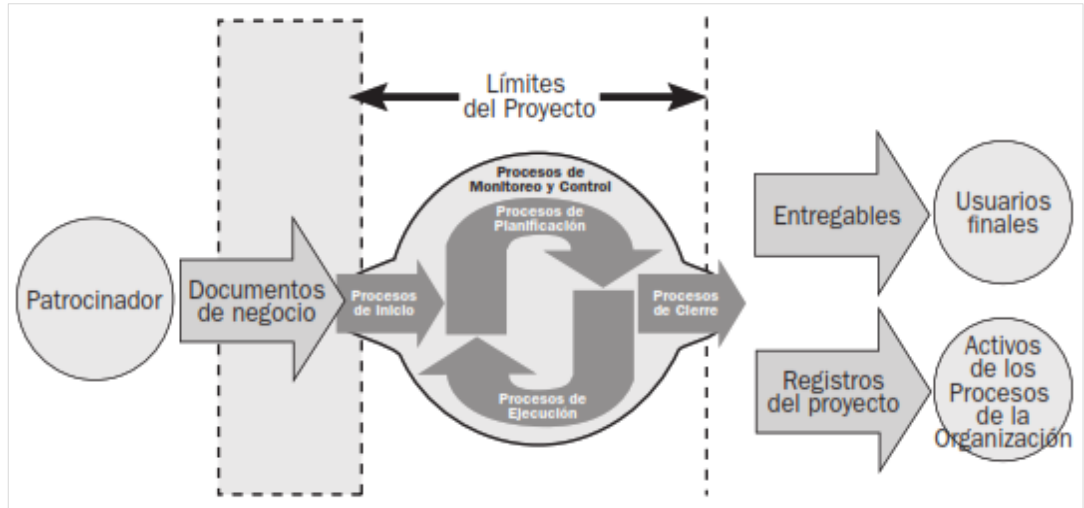 Límites
del Proyecto
Procesos de
Monitoreo y Control
Procesos de
Planificación
Patrocinador
Documentos
de negocio
Procesos
de Inicio
Procesos
de Cierre
Procesos de
Ejecución
Entregables
Usuarios
finales
Registros
del proyecto
Activos
de los
Procesos
de la
Organización